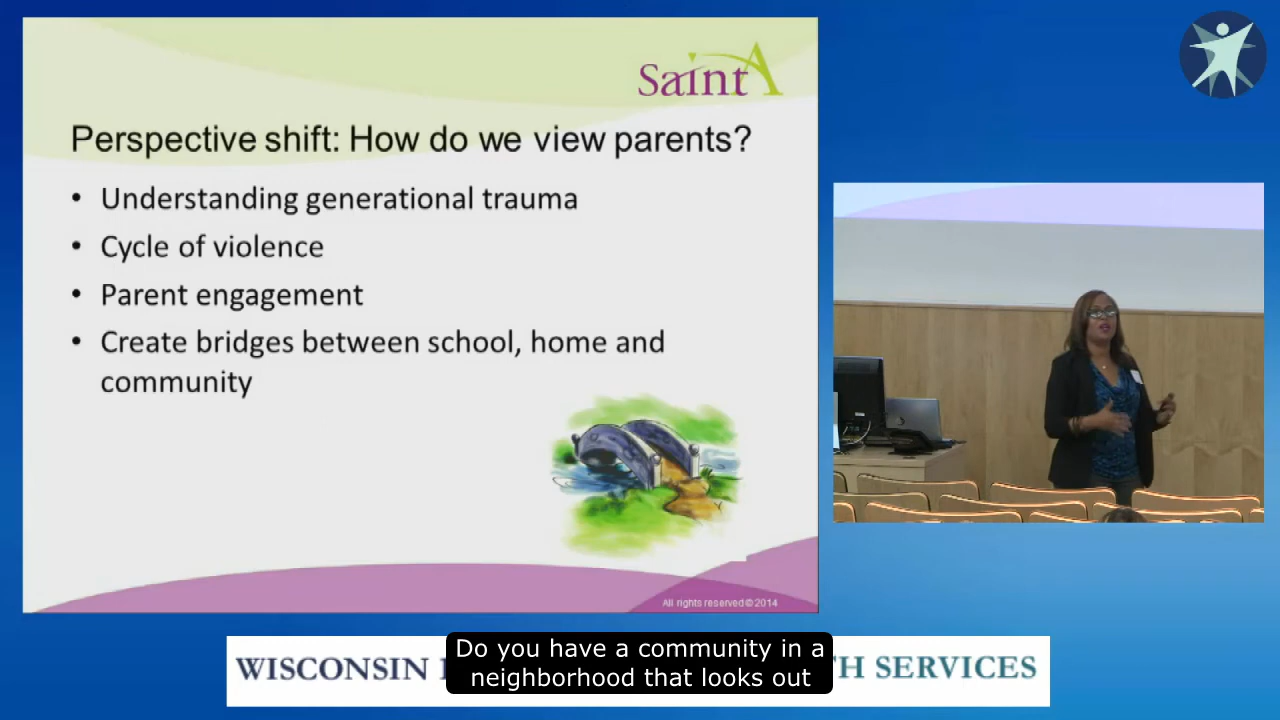 SaintA
Perspective shift: How do we view parents?
• Understanding generational trauma
• Cycle of violence
• Parent engagement
• Create bridges between school, home and
community
All rights reserved©2014
WISCONSIN
TH SERVICES
Do you have a community in a
neighborhood that looks out